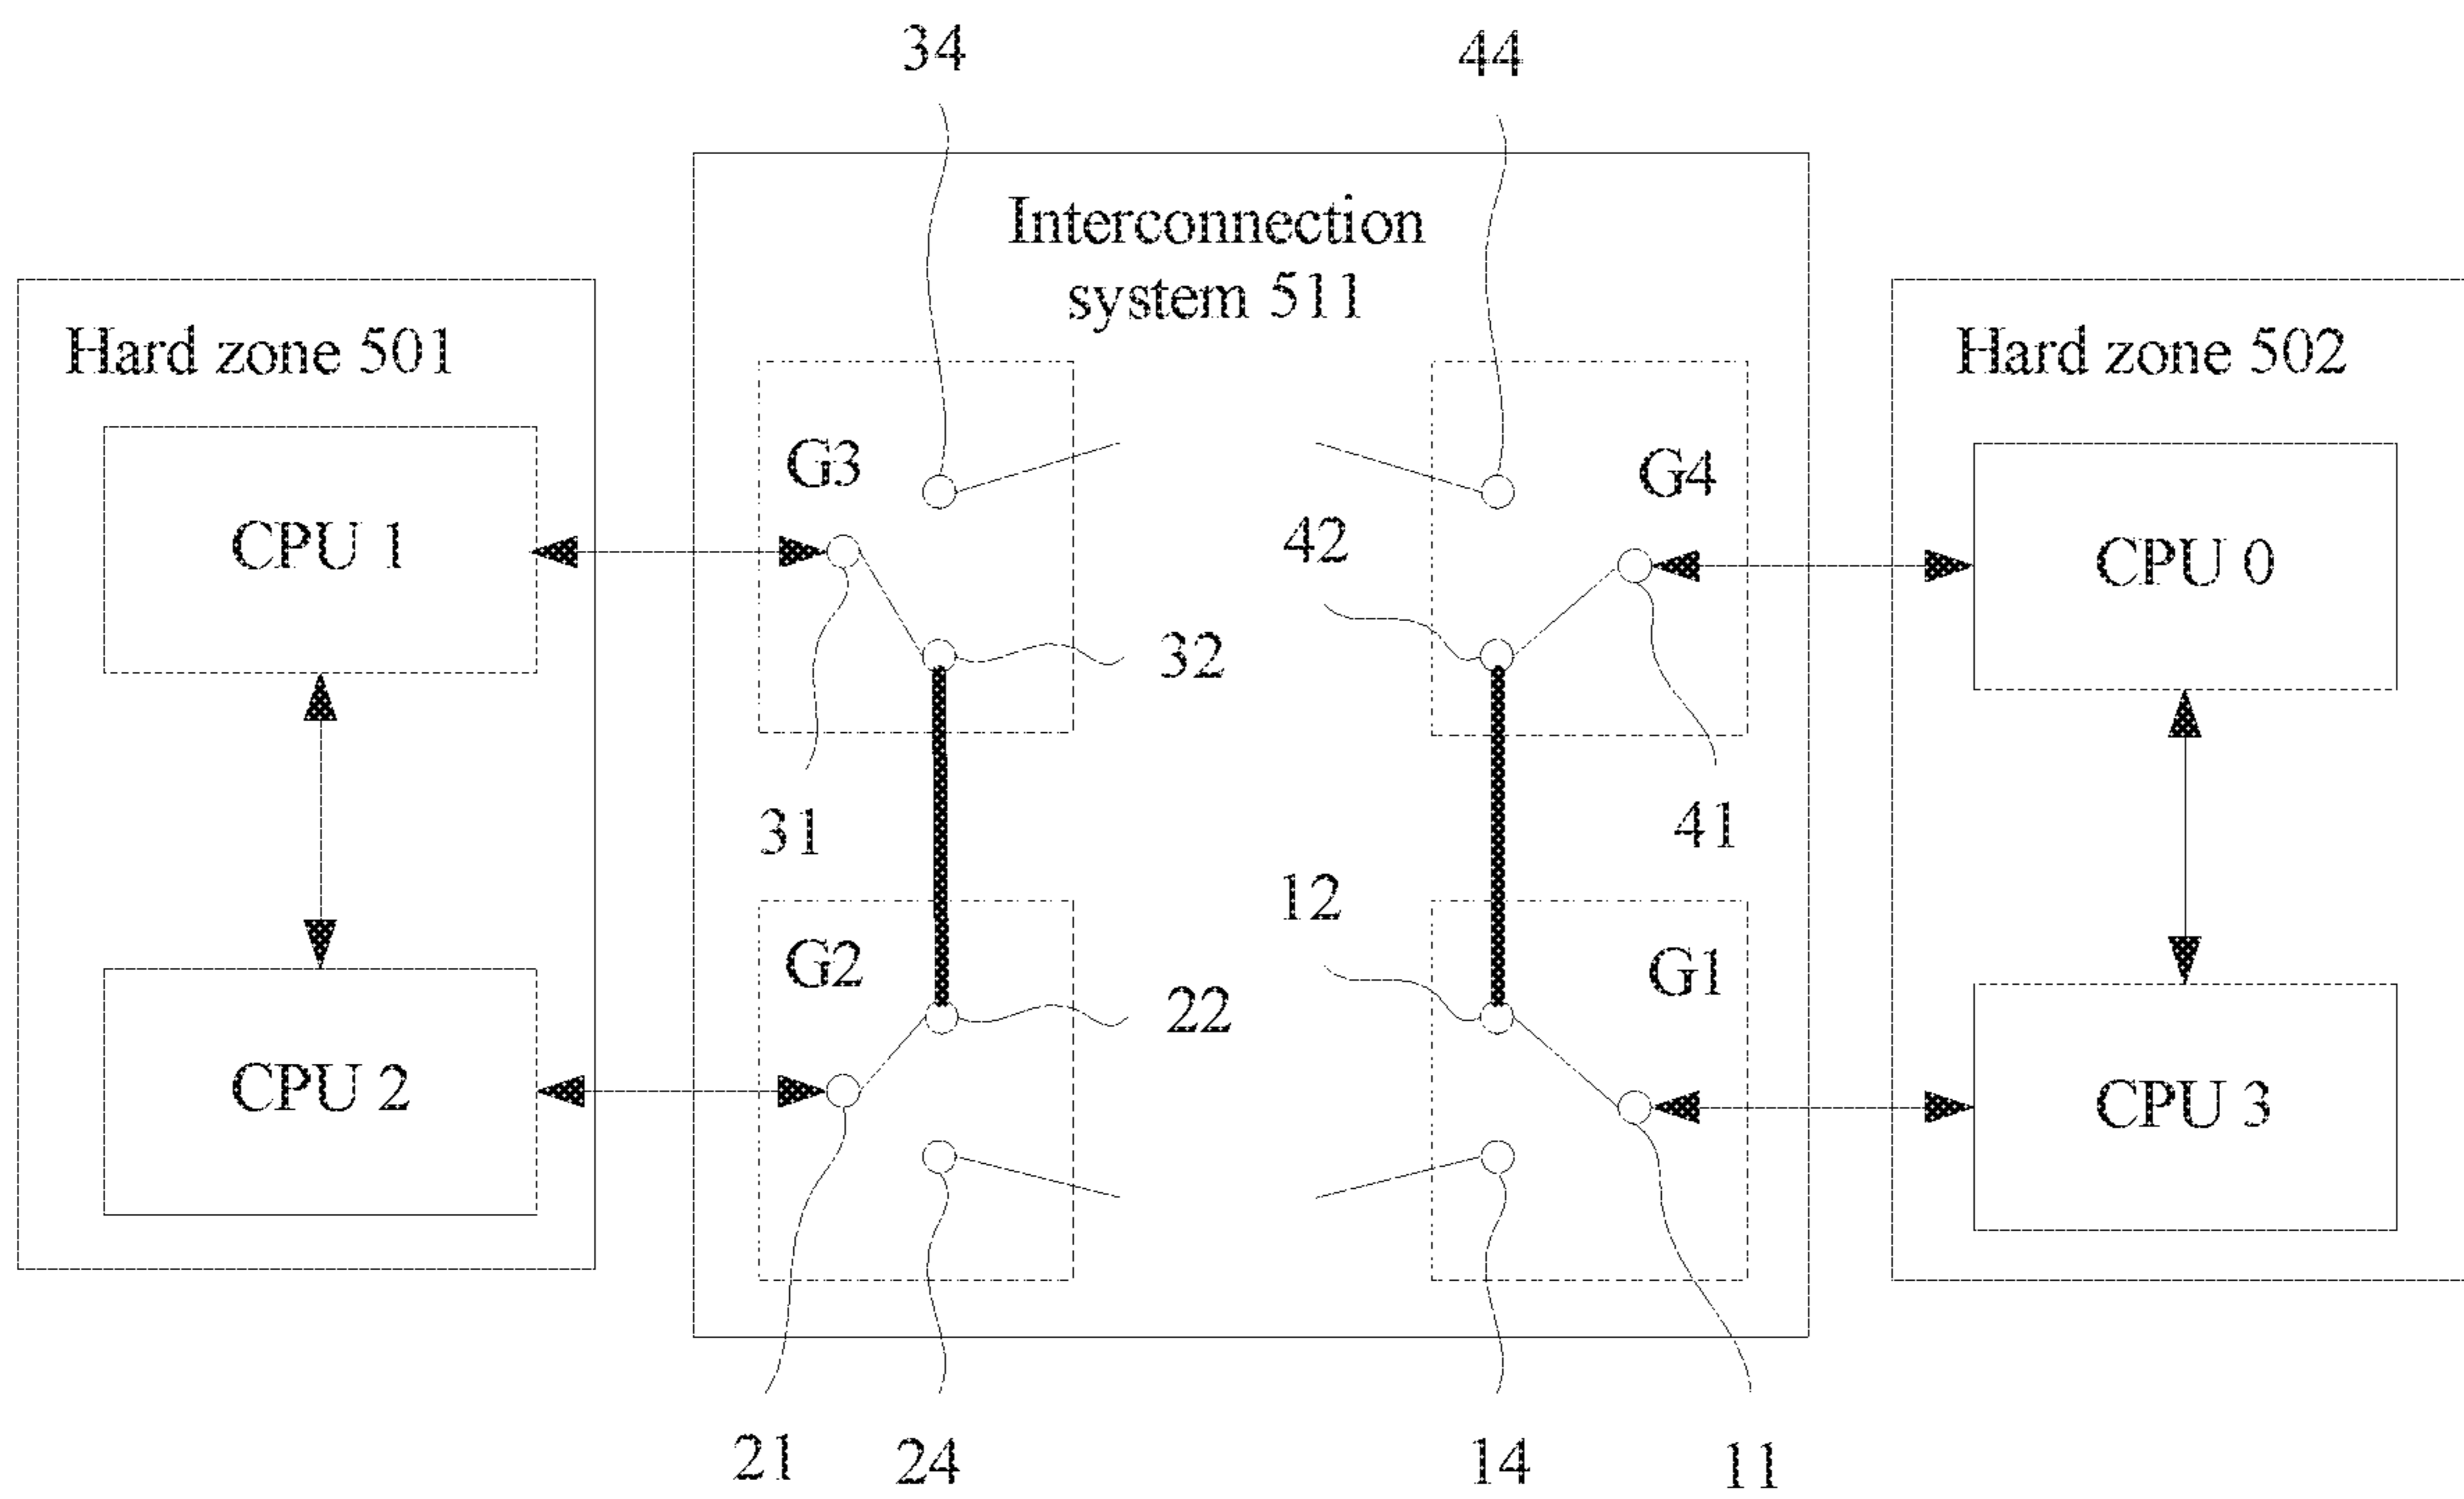 34
44
Interconnection
system 511
Hard zone 501
Hard zone 502
G3
G4
CPU 1
42
CPU 0
32
31
41
12
G2
G1
22
CPU 2
CPU 3
21
24
14
11